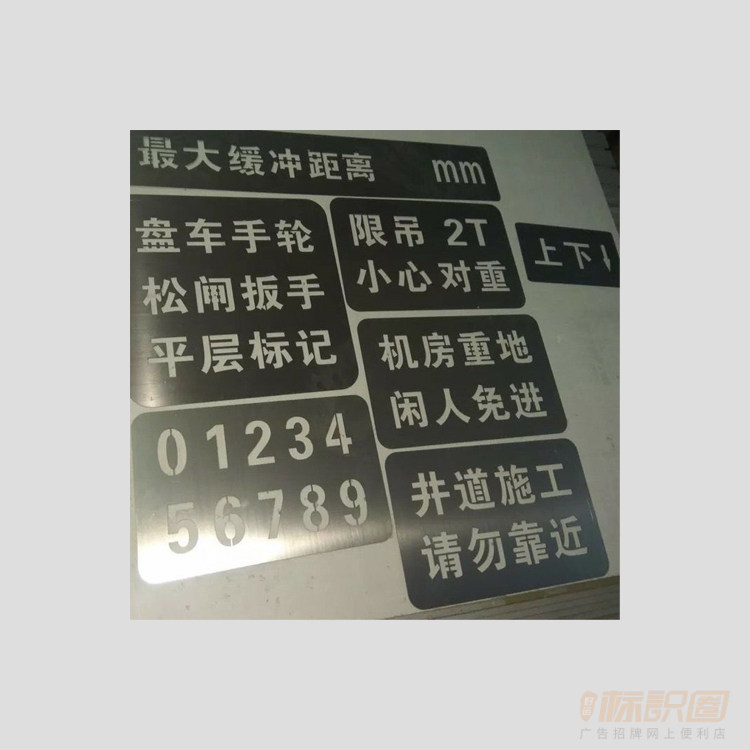 最大缓冲距离 mm
盘车手轮
松闸扳手
平层标记
限吊 2T
小心对重
上下↓
机房重地
闲人免进
01234
56789
井道施工
请勿靠近
标识圈
广告招牌网上便利店